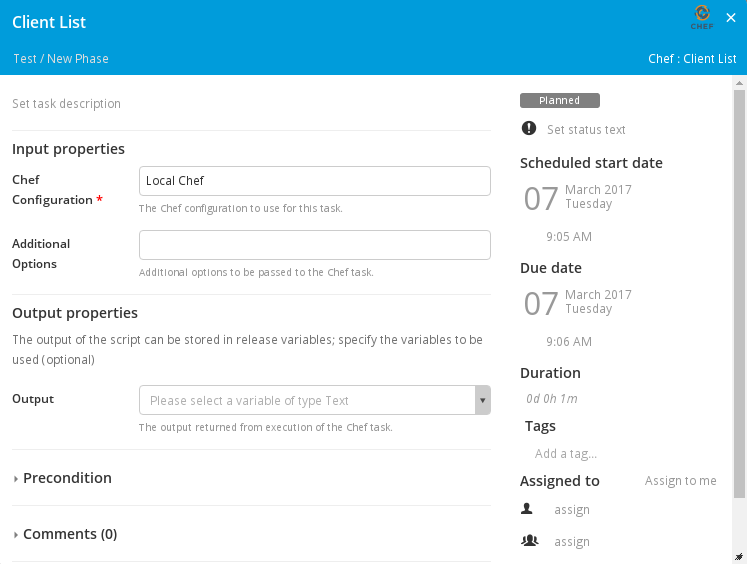 Client List
CHEF
Test / New Phase
Chef : Client List
Set task description
Input properties
Chef
Configuration *
Local Chef
The Chef configuration to use for this task.
Additional
Options
Additional options to be passed to the Chef task.
Output properties
The output of the script can be stored in release variables; specify the variables to be
used (optional)
Output
Please select a variable of type Text
The output returned from execution of the Chef task.
Precondition
Comments (0)
Planned
Set status text
Scheduled start date
07 March 2017
Tuesday
9:05 AM
Due date
07 March 2017
Tuesday
9:06 AM
Duration
0d 0h 1m
Tags
Add a tag...
Assigned to
Assign to me
assign
assign